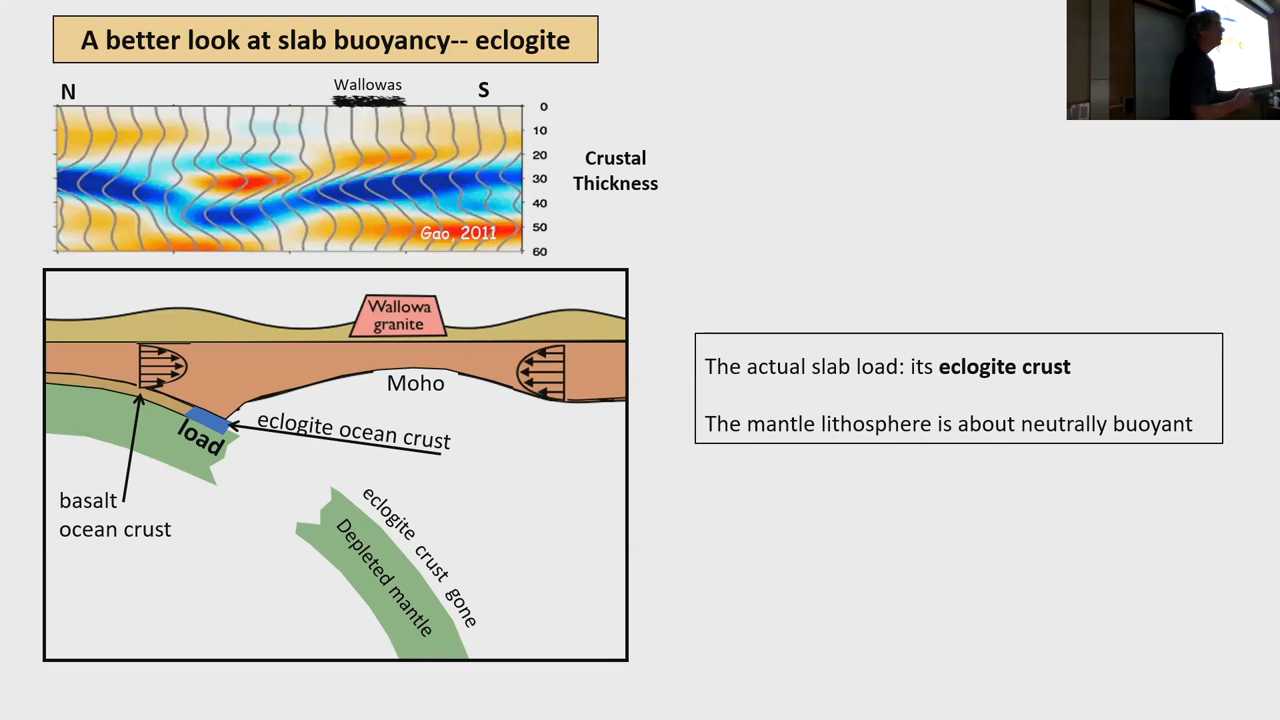 A better look at slab buoyancy-- eclogite
Wallowas
N
S
0
10
20
30
40
50
60
Crustal
Thickness
Gao, 2011
Wallowa
granite
Moho
eclogite ocean crust
load
basalt
ocean crust
eclogite crust gone
Depleted mantle
The actual slab load: its eclogite crust
The mantle lithosphere is about neutrally buoyant